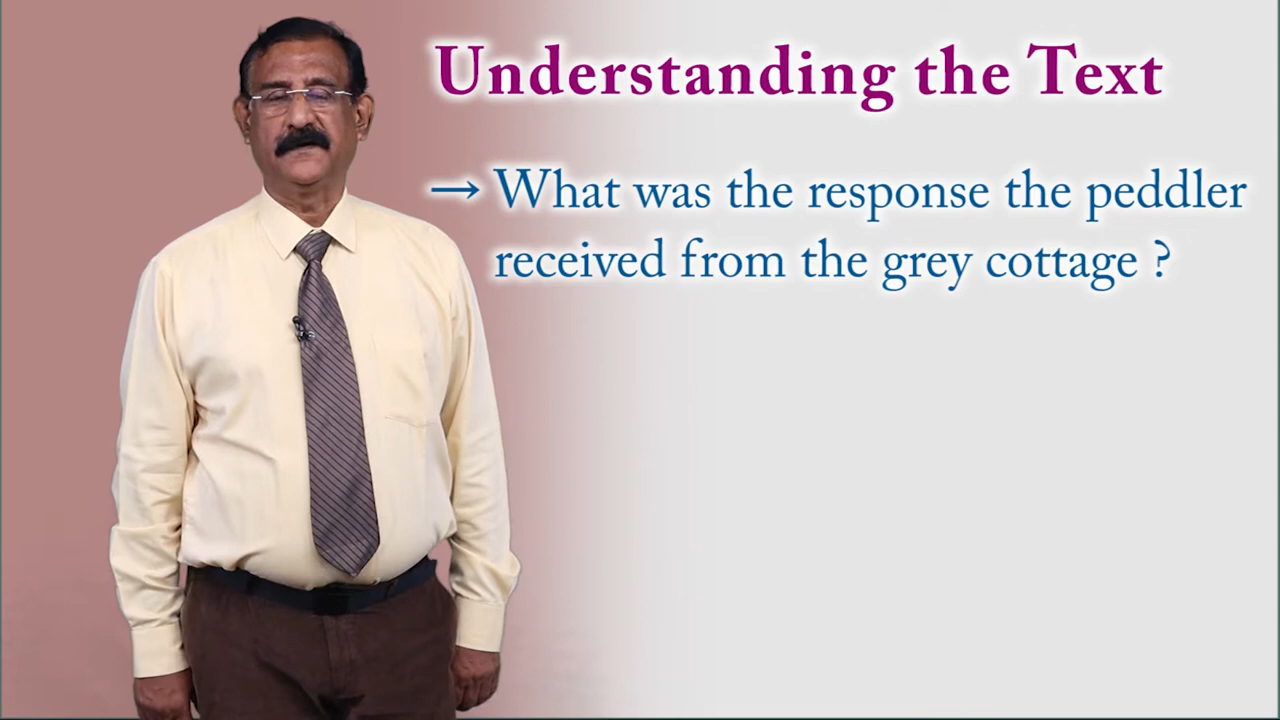 Understanding the Text
→ What was the response the peddler
received from the grey cottage ?